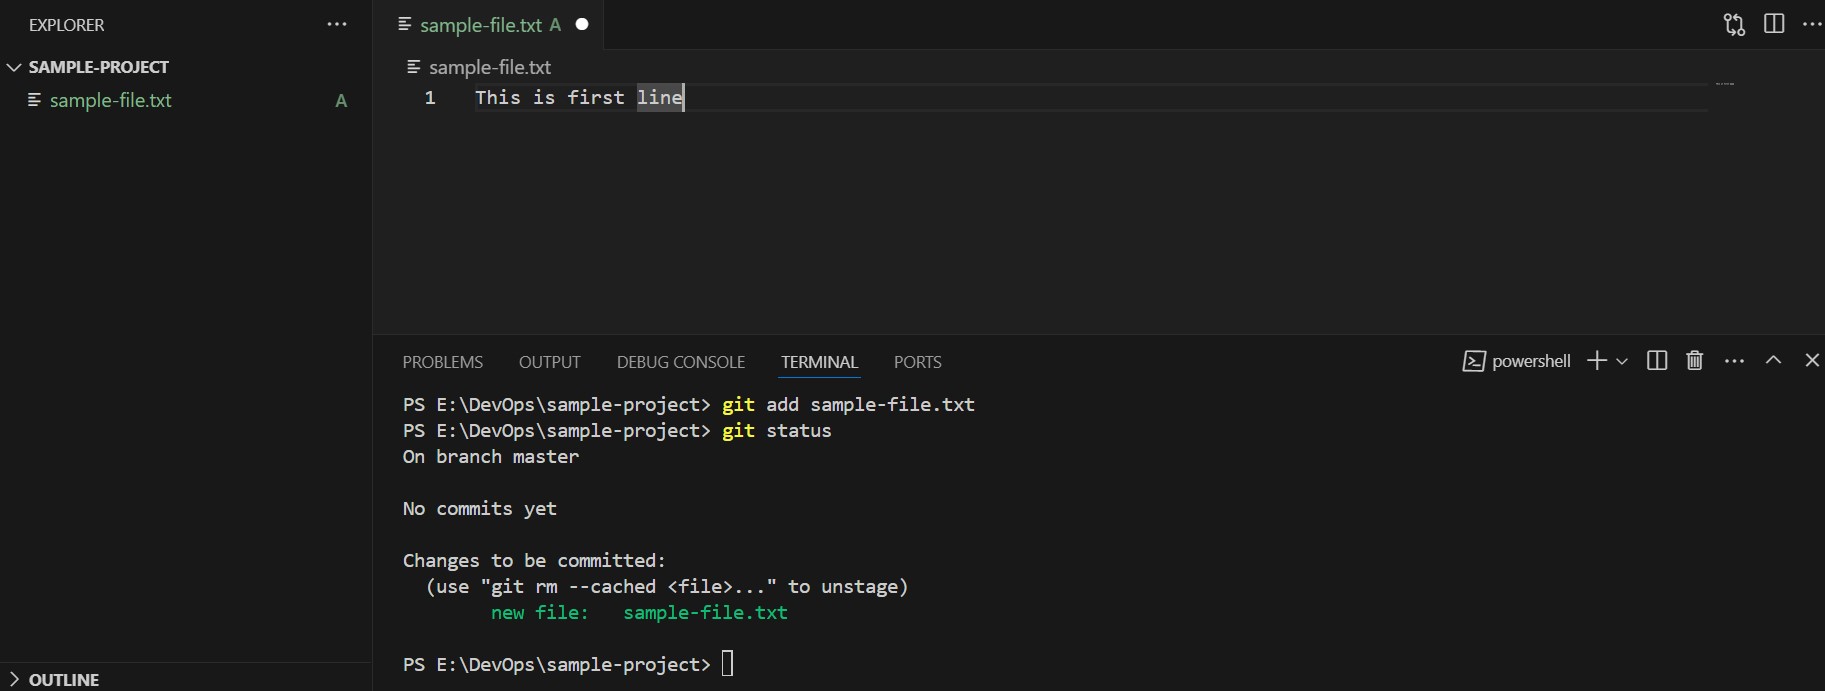 EXPLORER
SAMPLE-PROJECT
sample-file.txt A
sample-file.txt A
sample-file.txt
1 This is first line
PROBLEMS OUTPUT DEBUG CONSOLE TERMINAL PORTS
powershell
PS E:\DevOps\sample-project> git add sample-file.txt
PS E:\DevOps\sample-project> git status
On branch master
No commits yet
Changes to be committed:
(use "git rm --cached <file>..." to unstage)
new file: sample-file.txt
PS E:\DevOps\sample-project>
OUTLINE